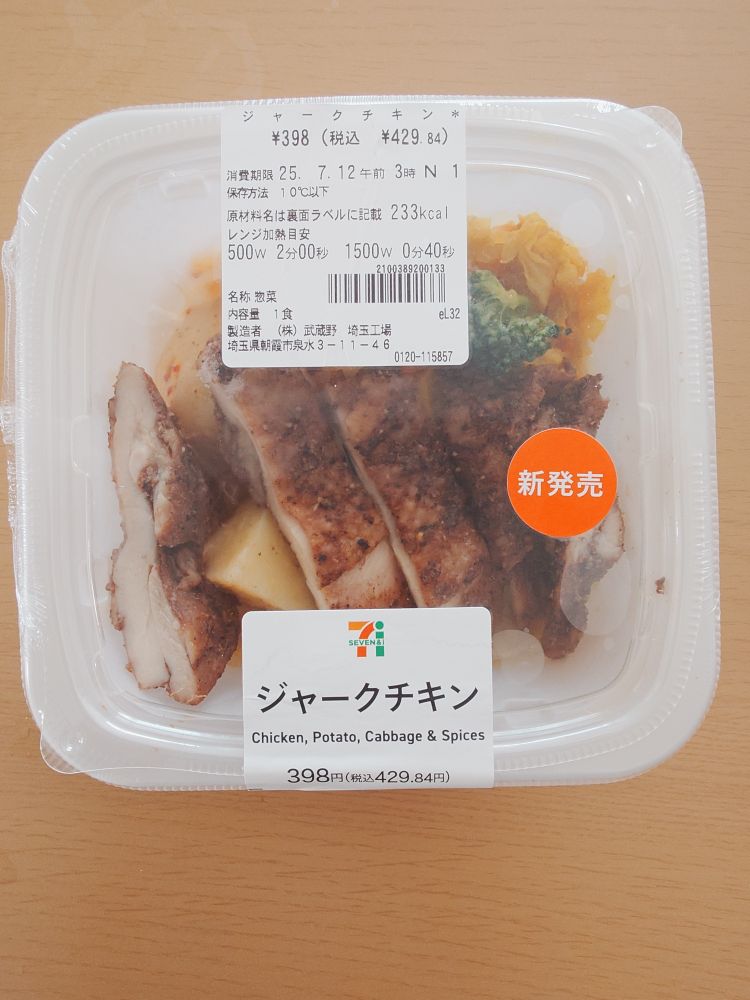 ジャークチキン*
¥398 (税込 ¥429.84)
消費期限 25. 7.12午前 3時 N 1
保存方法 10℃以下
原材料名は裏面ラベルに記載 233kcal
レンジ加熱目安
500W 2分00秒 1500W 0分40秒
2100389200133
名称 惣菜
内容量 1食 eL32
製造者 (株)武蔵野 埼玉工場
埼玉県朝霞市泉水3-11-46
0120-115857
新発売
SEVEN&i
ジャークチキン
Chicken, Potato, Cabbage & Spices
398円(税込429.84円)